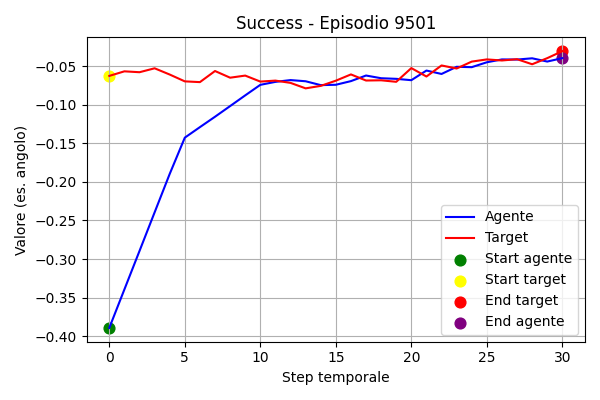 Success - Episodio 9501
Valore (es. angolo)
−0.05
−0.10
−0.15
−0.20
−0.25
−0.30
−0.35
−0.40
Agente
Target
Start agente
Start target
End target
End agente
0 5 10 15 20 25 30
Step temporale